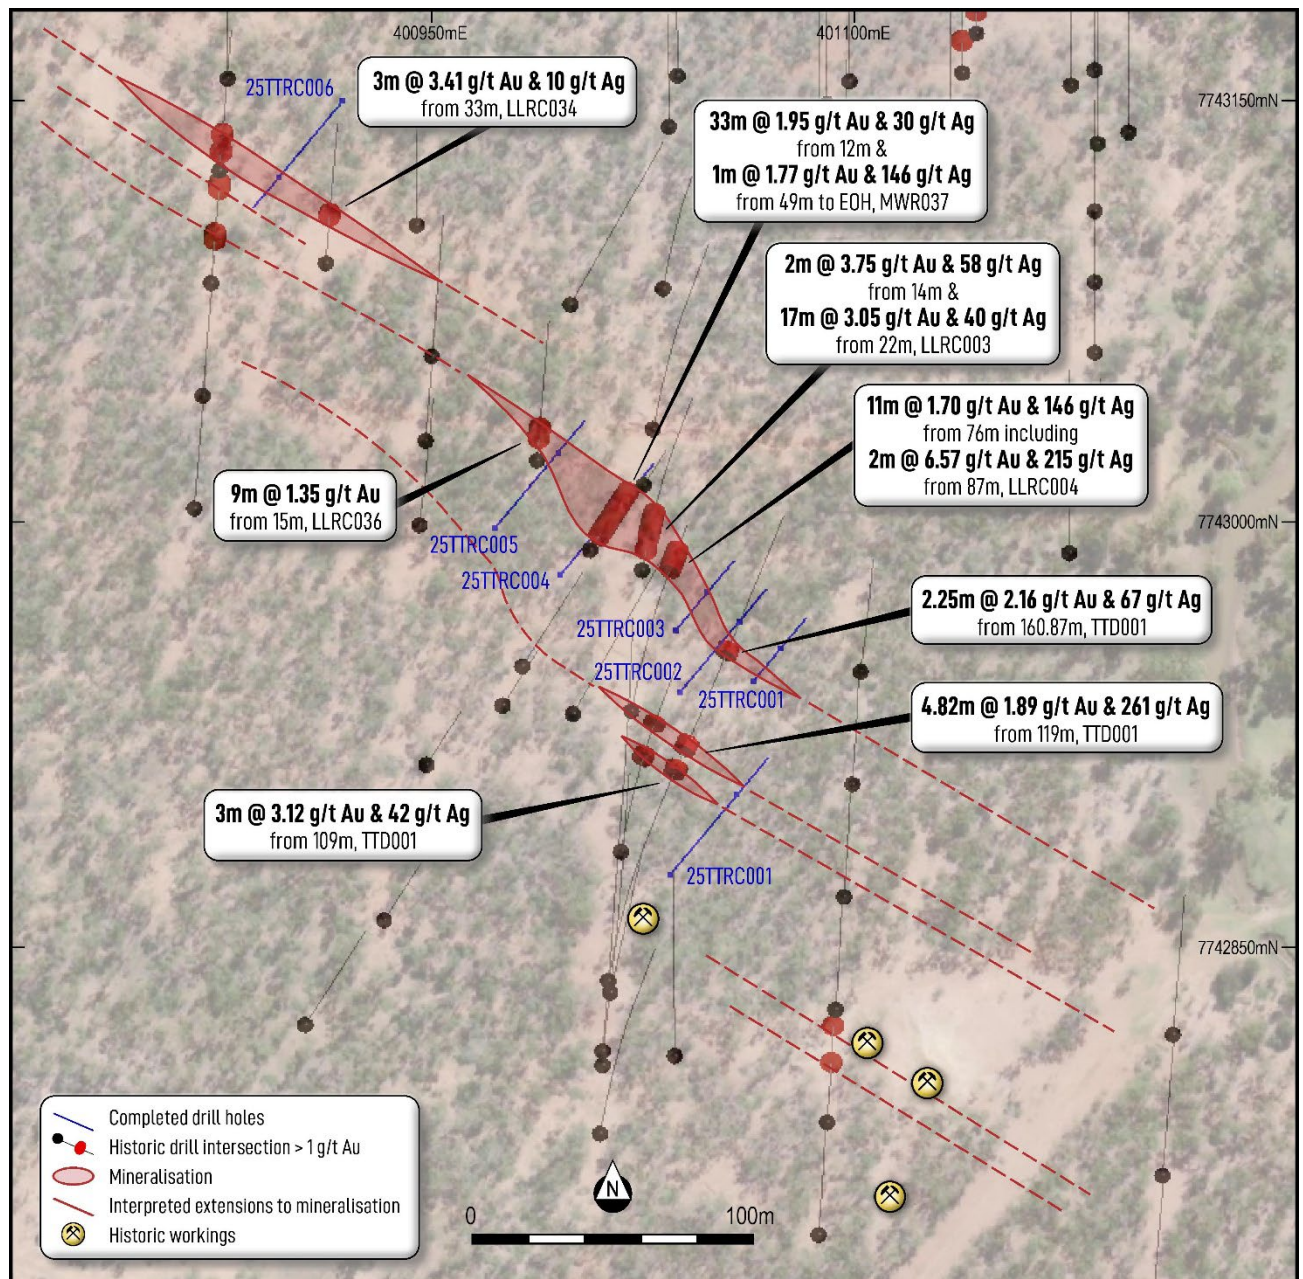 400950mE
401100mE
25TTRC006
3m @ 3.41 g/t Au & 10 g/t Ag
from 33m, LLRC034
7743150mN
33m @ 1.95 g/t Au & 30 g/t Ag
from 12m &
1m @ 1.77 g/t Au & 146 g/t Ag
from 49m to EOH, MWR037
2m @ 3.75 g/t Au & 58 g/t Ag
from 14m &
17m @ 3.05 g/t Au & 40 g/t Ag
from 22m, LLRC003
11m @ 1.70 g/t Au & 146 g/t Ag
from 76m including
2m @ 6.57 g/t Au & 215 g/t Ag
from 87m, LLRC004
9m @ 1.35 g/t Au
from 15m, LLRC036
7743000mN
25TTRC005
25TTRC004
2.25m @ 2.16 g/t Au & 67 g/t Ag
from 160.87m, TTD001
25TTRC003
25TTRC002
25TTRC001
4.82m @ 1.89 g/t Au & 261 g/t Ag
from 119m, TTD001
3m @ 3.12 g/t Au & 42 g/t Ag
from 109m, TTD001
25TTRC001
7742850mN
Completed drill holes
Historic drill intersection > 1 g/t Au
Mineralisation
Interpreted extensions to mineralisation
Historic workings
N
0
100m